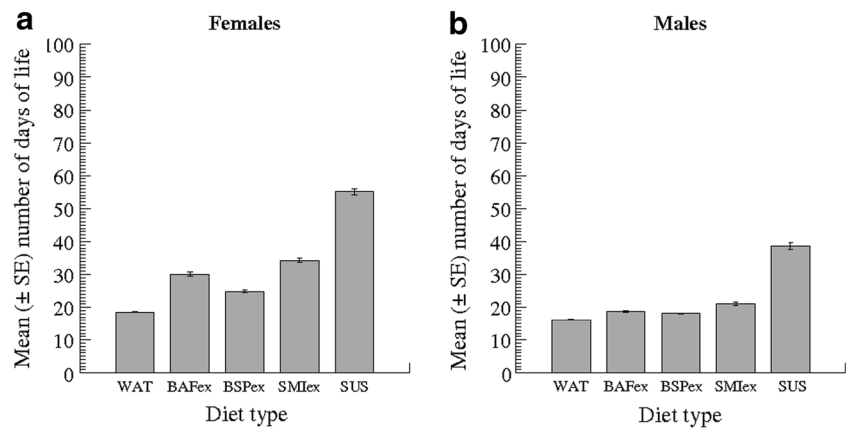 a
Females
Mean (± SE) number of days of life
100
90
80
70
60
50
40
30
20
10
0
WAT BAFex BSPex SMIex SUS
Diet type
b
Males
Mean (± SE) number of days of life
100
90
80
70
60
50
40
30
20
10
0
WAT BAFex BSPex SMIex SUS
Diet type